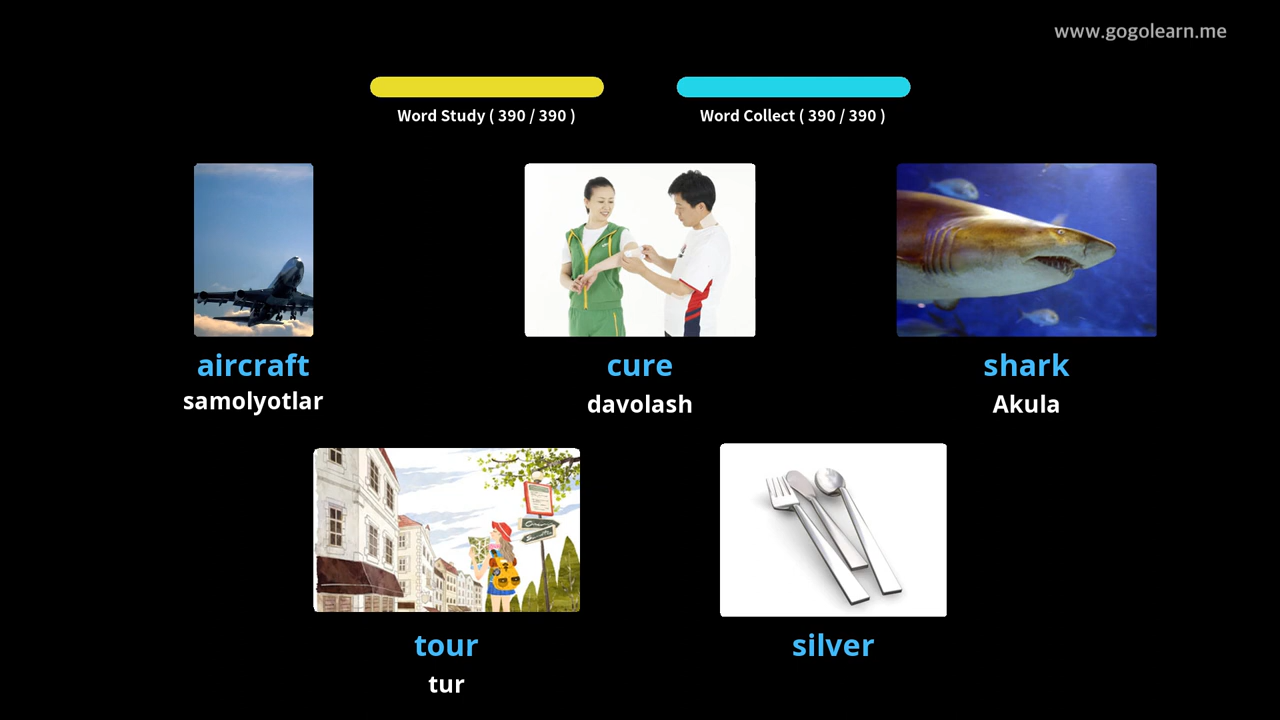 www.gogolearn.me
Word Study ( 390 / 390 )
Word Collect ( 390 / 390 )
aircraft
samolyotlar
cure
davolash
shark
Akula
tour
tur
silver